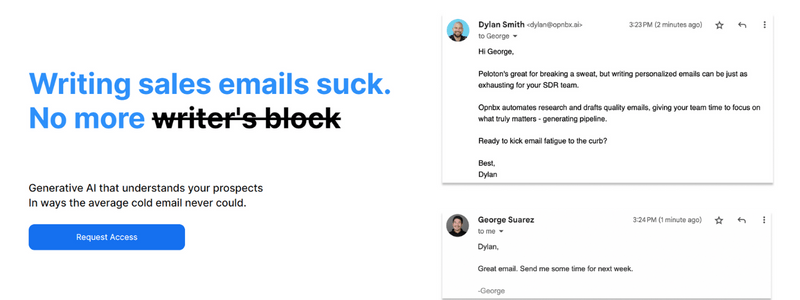 Writing sales emails suck.
No more writer's block
Generative AI that understands your prospects
In ways the average cold email never could.
Request Access
Dylan Smith <dylan@opnbx.ai>
3:23 PM (2 minutes ago)
to George
Hi George,
Peloton's great for breaking a sweat, but writing personalized emails can be just as
exhausting for your SDR team.
Opnbx automates research and drafts quality emails, giving your team time to focus on
what truly matters - generating pipeline.
Ready to kick email fatigue to the curb?
Best,
Dylan
George Suarez
3:24 PM (1 minute ago)
to me
Dylan,
Great email. Send me some time for next week.
-George